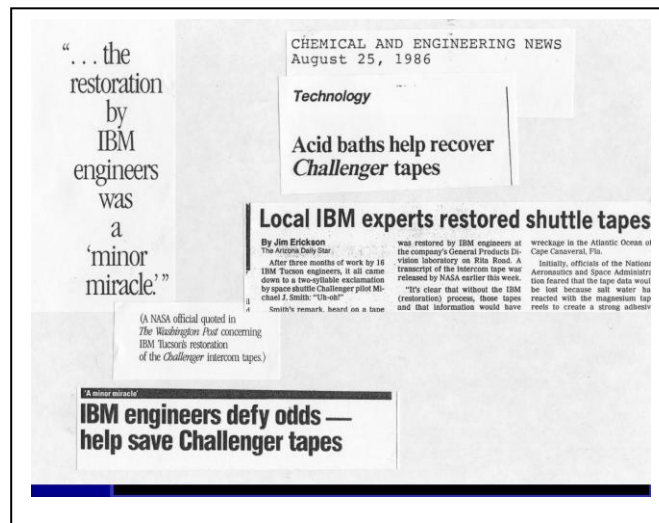 “. . . the
restoration
by
IBM
engineers
was
a
‘minor
miracle.’ ”
(A NASA official quoted in
The Washington Post concerning
IBM Tucson's restoration
of the Challenger intercom tapes.)
CHEMICAL AND ENGINEERING NEWS
August 25, 1986
Technology
Acid baths help recover
Challenger tapes
Local IBM experts restored shuttle tapes
By Jim Erickson
The Arizona Daily Star
After three months of work by 16
IBM Tucson engineers, it all came
down to a two-syllable exclamation
by space shuttle Challenger pilot Mi-
chael J. Smith: "Uh-oh!"
Smith's remark, heard on a tape
was restored by IBM engineers at
the company's General Products Di-
vision laboratory on Rita Road. A
transcript of the intercom tape was
released by NASA earlier this week.
"It's clear that without the IBM
(restoration) process, those tapes
and that information would have
wreckage in the Atlantic Ocean of
Cape Canaveral, Fla.
Initially, officials of the Nationa
Aeronautics and Space Administra
tion feared that the tape data woul
be lost because salt water ha
reacted with the magnesium tap
reels to create a strong adhesiv
'A minor miracle'
IBM engineers defy odds —
help save Challenger tapes